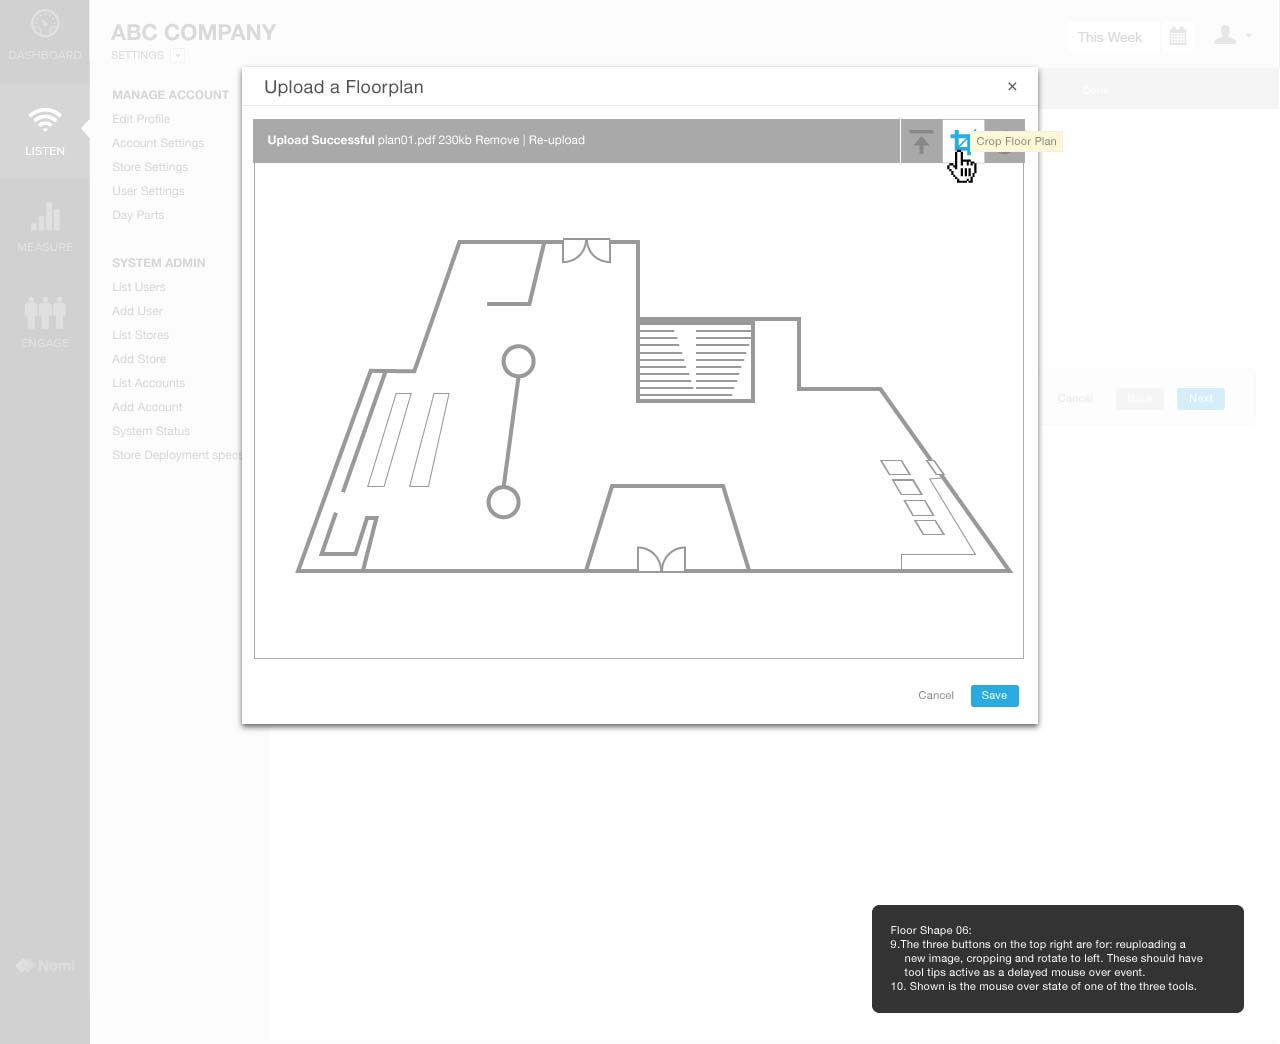 DASHBOARD
LISTEN
MEASURE
ENGAGE
Nomi
ABC COMPANY
SETTINGS
This Week
MANAGE ACCOUNT
Edit Profile
Account Settings
Store Settings
User Settings
Day Parts
SYSTEM ADMIN
List Users
Add User
List Stores
Add Store
List Accounts
Add Account
System Status
Store Deployment specs
Done
Cancel
Back
Next
Upload a Floorplan
×
Upload Successful plan01.pdf 230kb Remove | Re-upload
Crop Floor Plan
Cancel
Save
Floor Shape 06:
9.The three buttons on the top right are for: reuploading a
new image, cropping and rotate to left. These should have
tool tips active as a delayed mouse over event.
10. Shown is the mouse over state of one of the three tools.